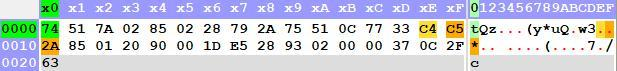 x0 x1 x2 x3 x4 x5 x6 x7 x8 x9 xA xB xC xD xE xF 0123456789ABCDEF
0000 74 51 7A 02 85 02 28 79 2A 75 51 0C 77 33 C4 C5 tQz...(y*uQ.w3..
0010 2A 85 01 20 90 00 1D E5 28 93 02 00 00 37 0C 2F *.. ....(....7./
0020 63 c